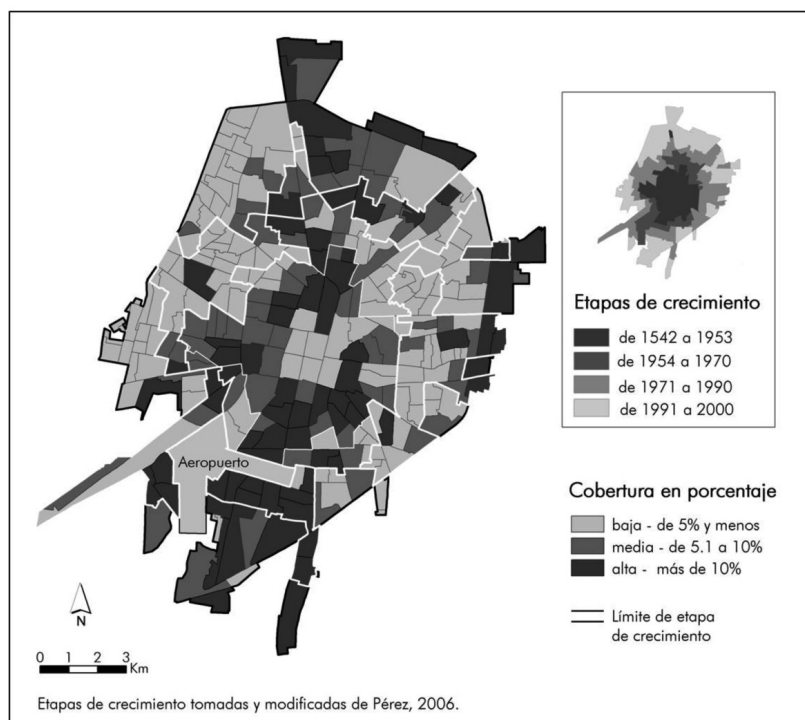 Aeropuerto
N
0 1 2 3
Km
Etapas de crecimiento tomadas y modificadas de Pérez, 2006.
Etapas de crecimiento
de 1542 a 1953
de 1954 a 1970
de 1971 a 1990
de 1991 a 2000
Cobertura en porcentaje
baja - de 5% y menos
media - de 5.1 a 10%
alta - más de 10%
Límite de etapa
de crecimiento